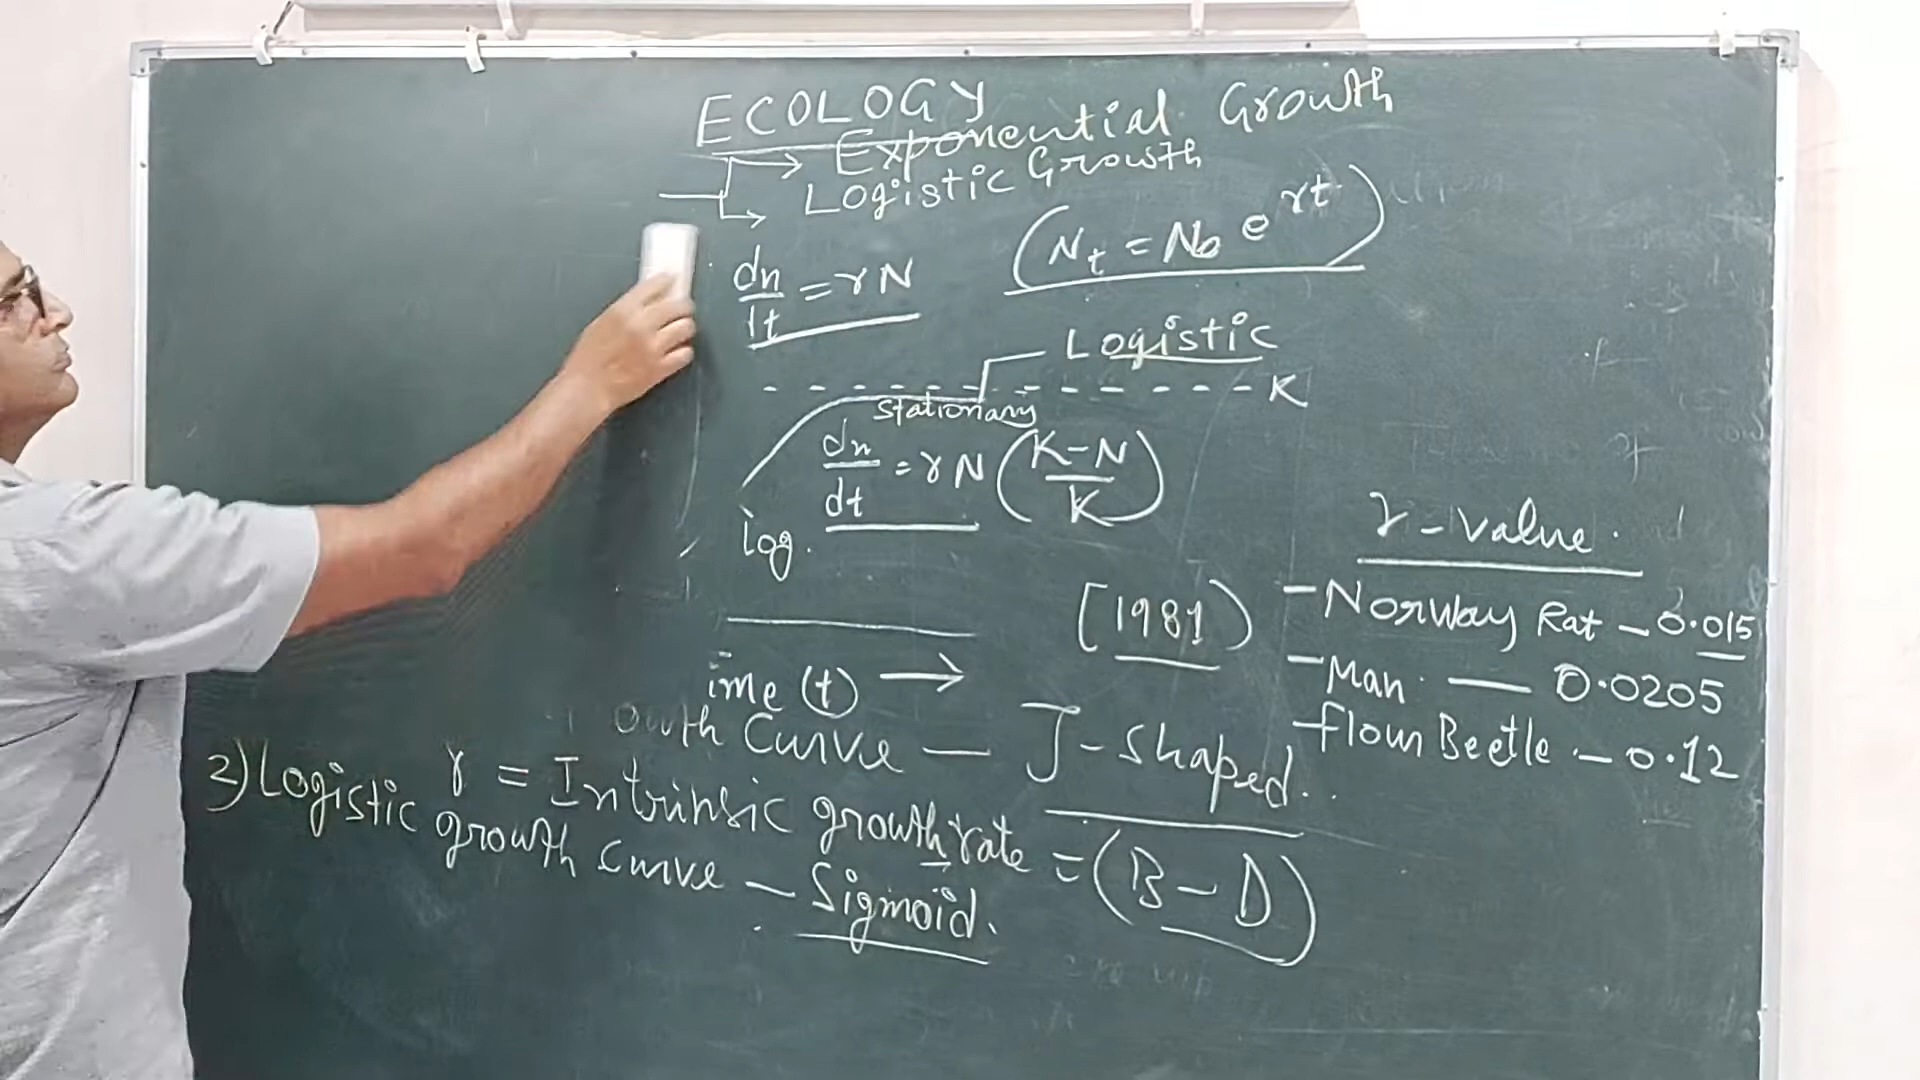 ECOLOGY
Exponential Growth
Logistic Growth
dn/dt = rN
(Nt = N0 e^rt)
Logistic
K
Stationary
dn/dt = rN (K-N/K)
log.
r - value.
[1981)
- Norway Rat - 0.015
ime (t) →
- Man - 0.0205
owth Curve - J-shaped.
- flour Beetle - 0.12
r = Intrinsic growth rate = (B - D)
2) Logistic growth Curve - Sigmoid.